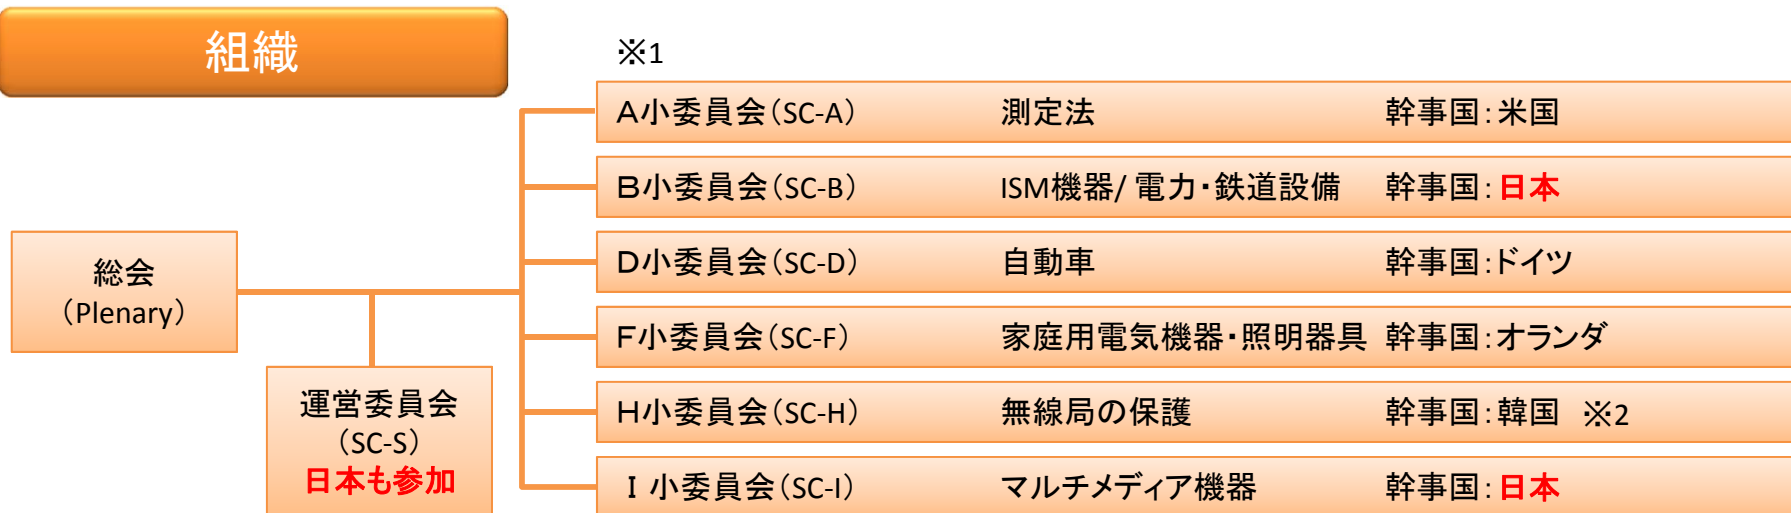 組織
※1
A小委員会(SC-A) 測定法 幹事国:米国
B小委員会(SC-B) ISM機器/ 電力・鉄道設備 幹事国:日本
D小委員会(SC-D) 自動車 幹事国:ドイツ
F小委員会(SC-F) 家庭用電気機器・照明器具 幹事国:オランダ
H小委員会(SC-H) 無線局の保護 幹事国:韓国 ※2
I 小委員会(SC-I) マルチメディア機器 幹事国:日本
総会
(Plenary)
運営委員会
(SC-S)
日本も参加